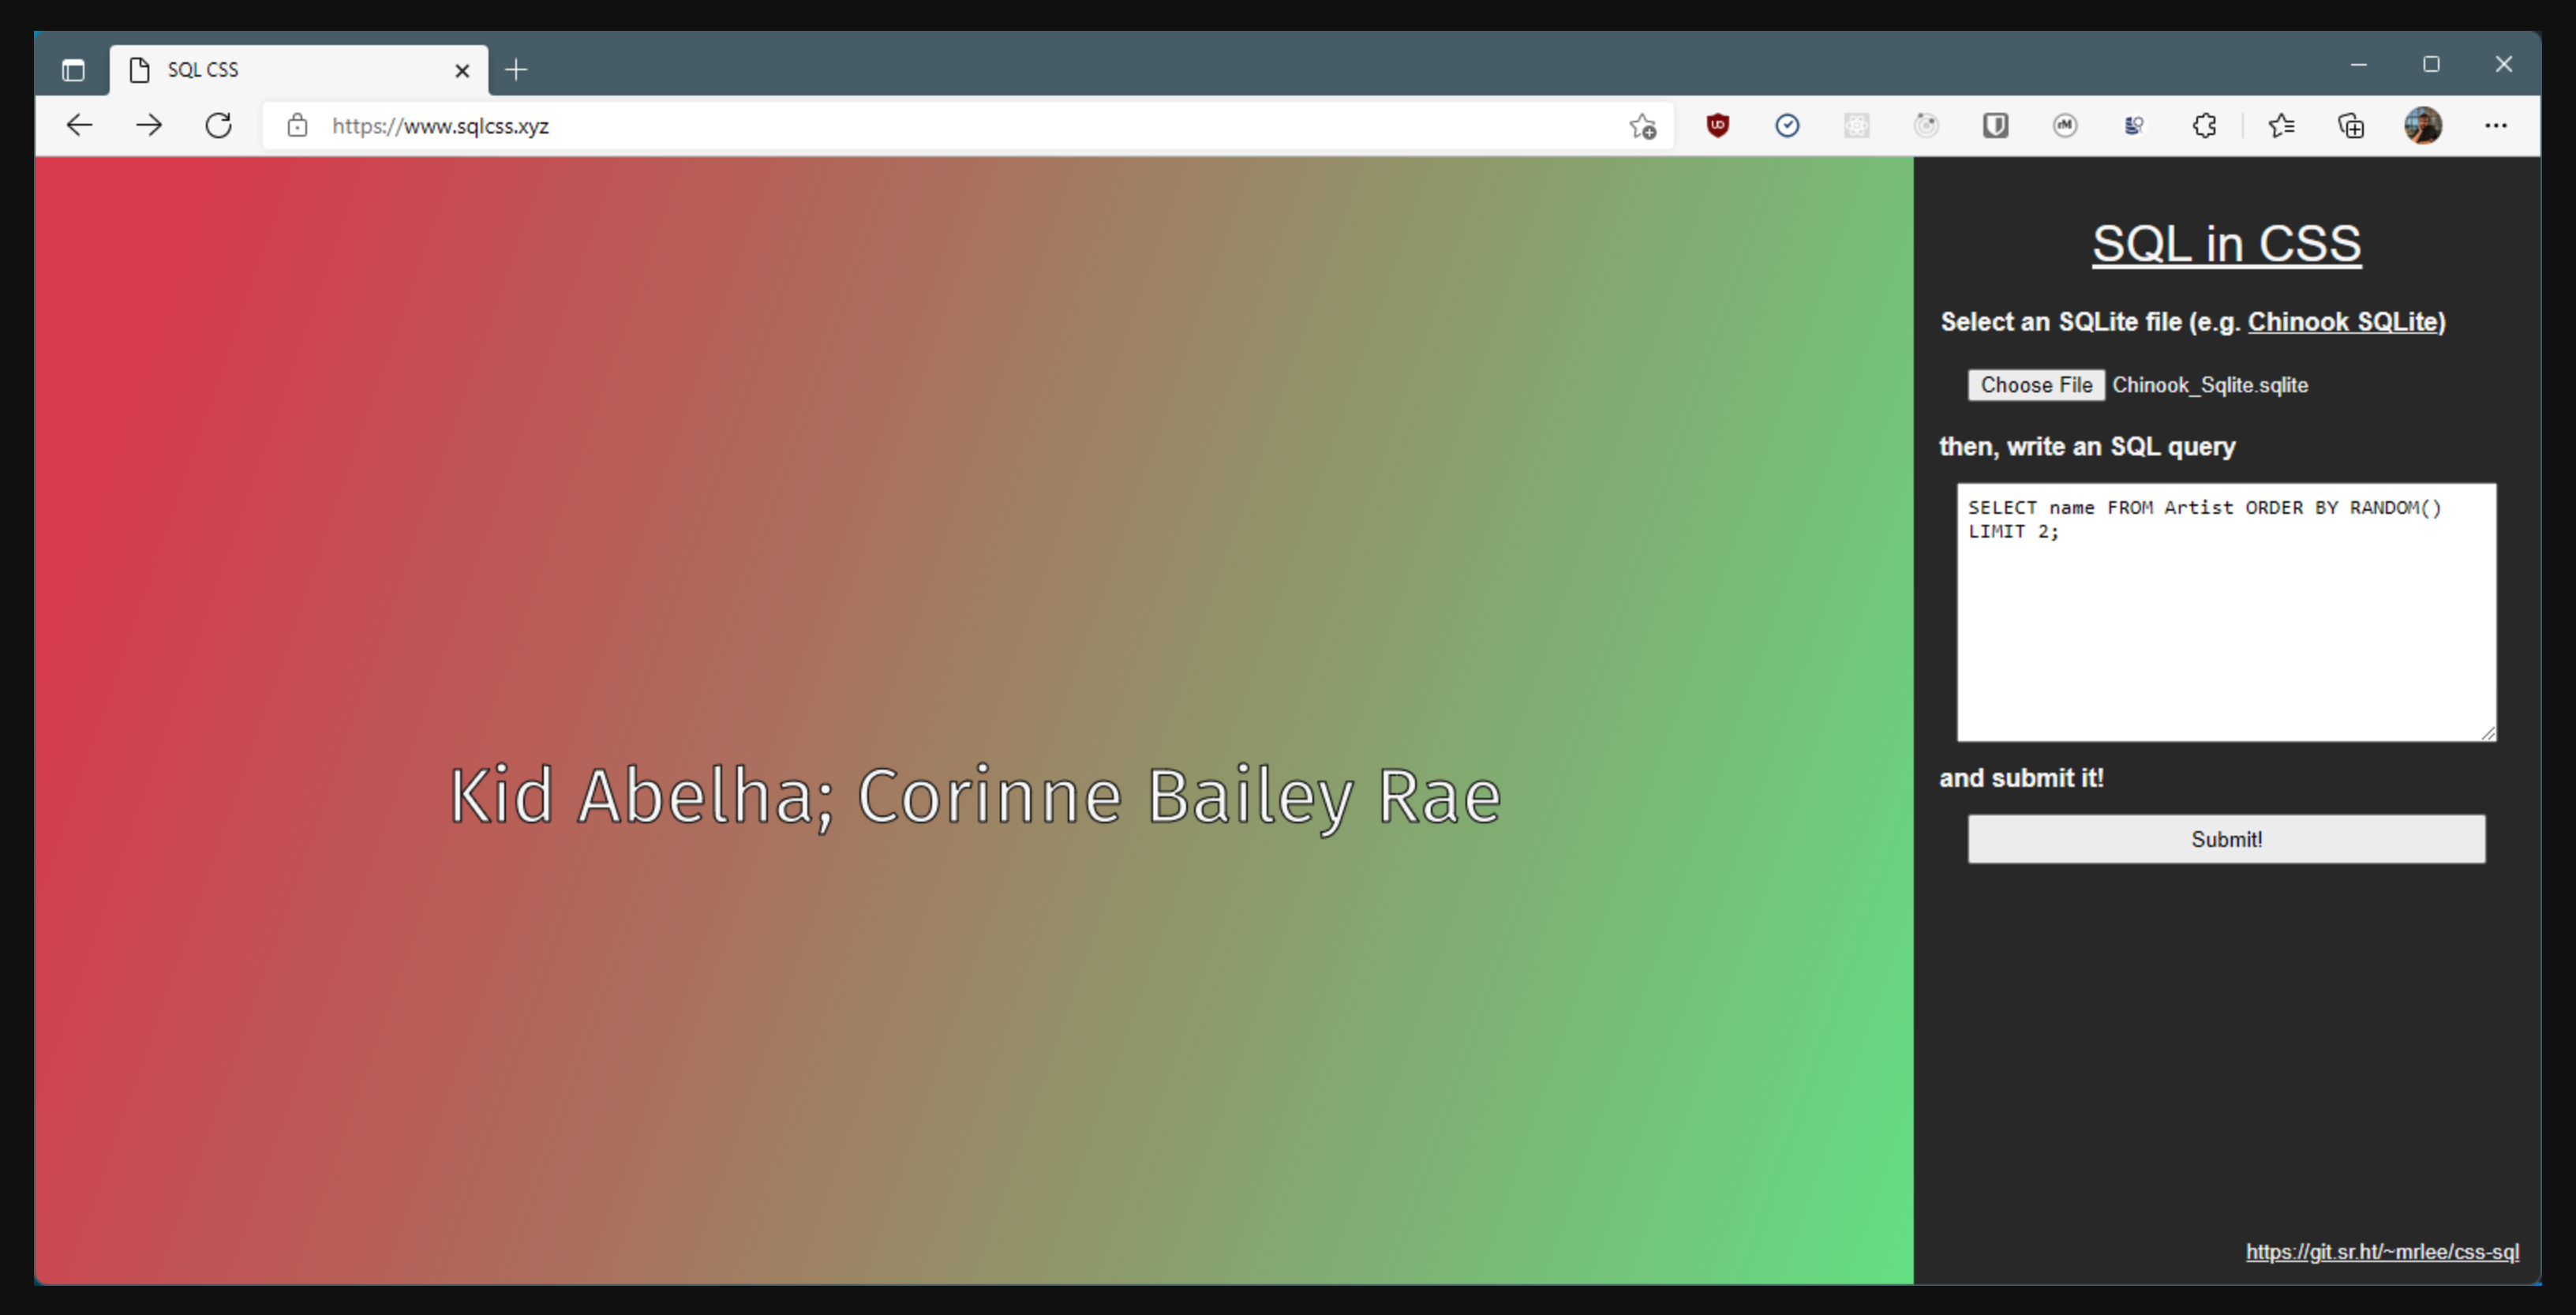 SQL CSS
https://www.sqlcss.xyz
Kid Abelha; Corinne Bailey Rae
SQL in CSS
Select an SQLite file (e.g. Chinook SQLite)
Choose File Chinook_Sqlite.sqlite
then, write an SQL query
SELECT name FROM Artist ORDER BY RANDOM()
LIMIT 2;
and submit it!
Submit!
https://git.sr.ht/~mrlee/css-sql